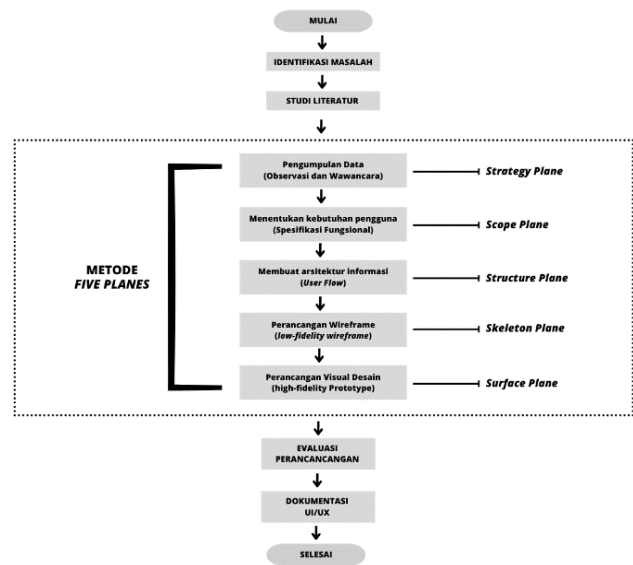 MULAI
IDENTIFIKASI MASALAH
STUDI LITERATUR
Pengumpulan Data
(Observasi dan Wawancara)
Strategy Plane
Menentukan kebutuhan pengguna
(Spesifikasi Fungsional)
Scope Plane
METODE
FIVE PLANES
Membuat arsitektur informasi
(User Flow)
Structure Plane
Perancangan Wireframe
(low-fidelity wireframe)
Skeleton Plane
Perancangan Visual Desain
(high-fidelity Prototype)
Surface Plane
EVALUASI
PERANCANCANGAN
DOKUMENTASI
UI/UX
SELESAI